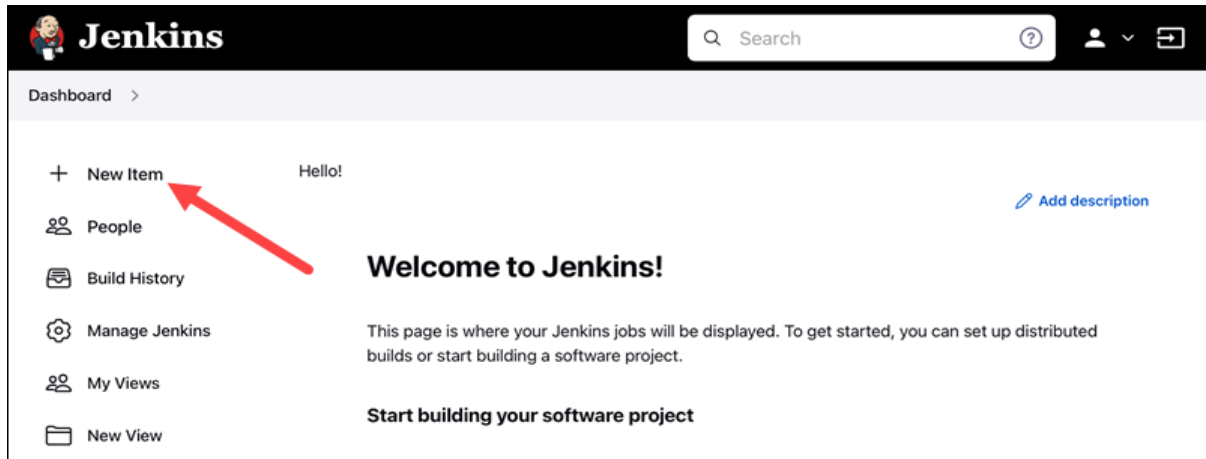 Jenkins
Search
Dashboard
New Item
Hello!
Add description
People
Build History
Manage Jenkins
My Views
New View
Welcome to Jenkins!
This page is where your Jenkins jobs will be displayed. To get started, you can set up distributed
builds or start building a software project.
Start building your software project